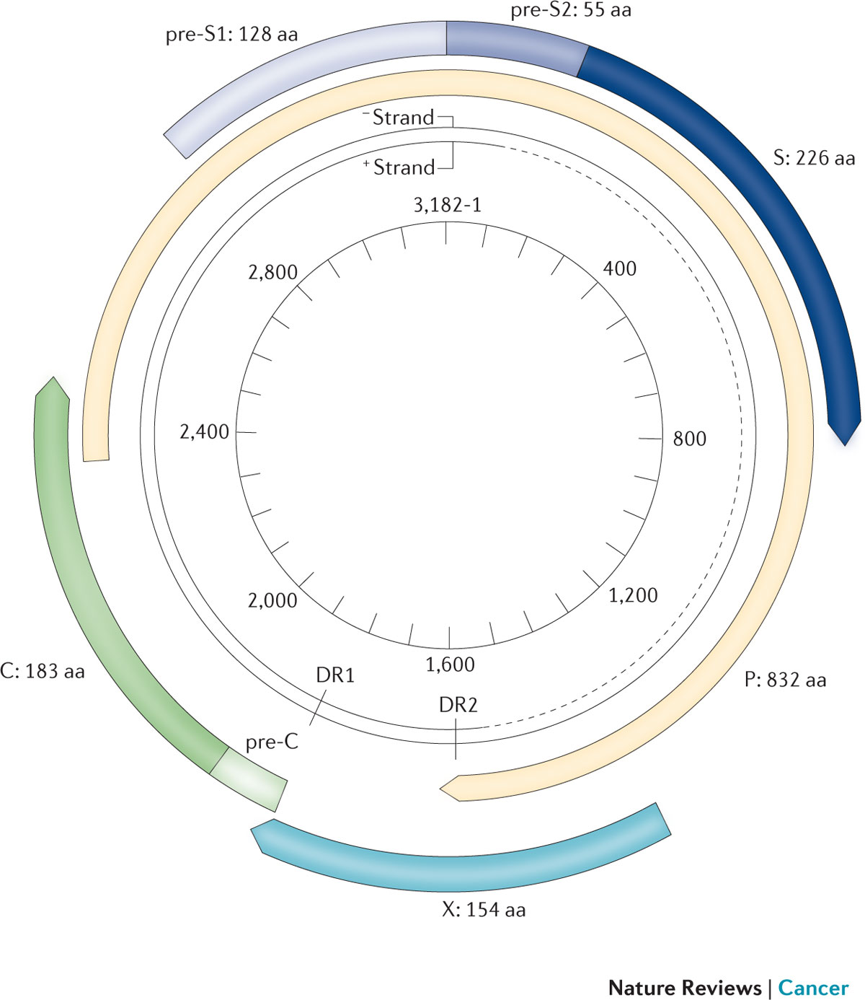 pre-S2: 55 aa
pre-S1: 128 aa
− Strand
S: 226 aa
+ Strand
3,182-1
400
2,800
2,400
800
1,200
2,000
1,600
C: 183 aa
DR1
P: 832 aa
DR2
pre-C
X: 154 aa
Nature Reviews | Cancer